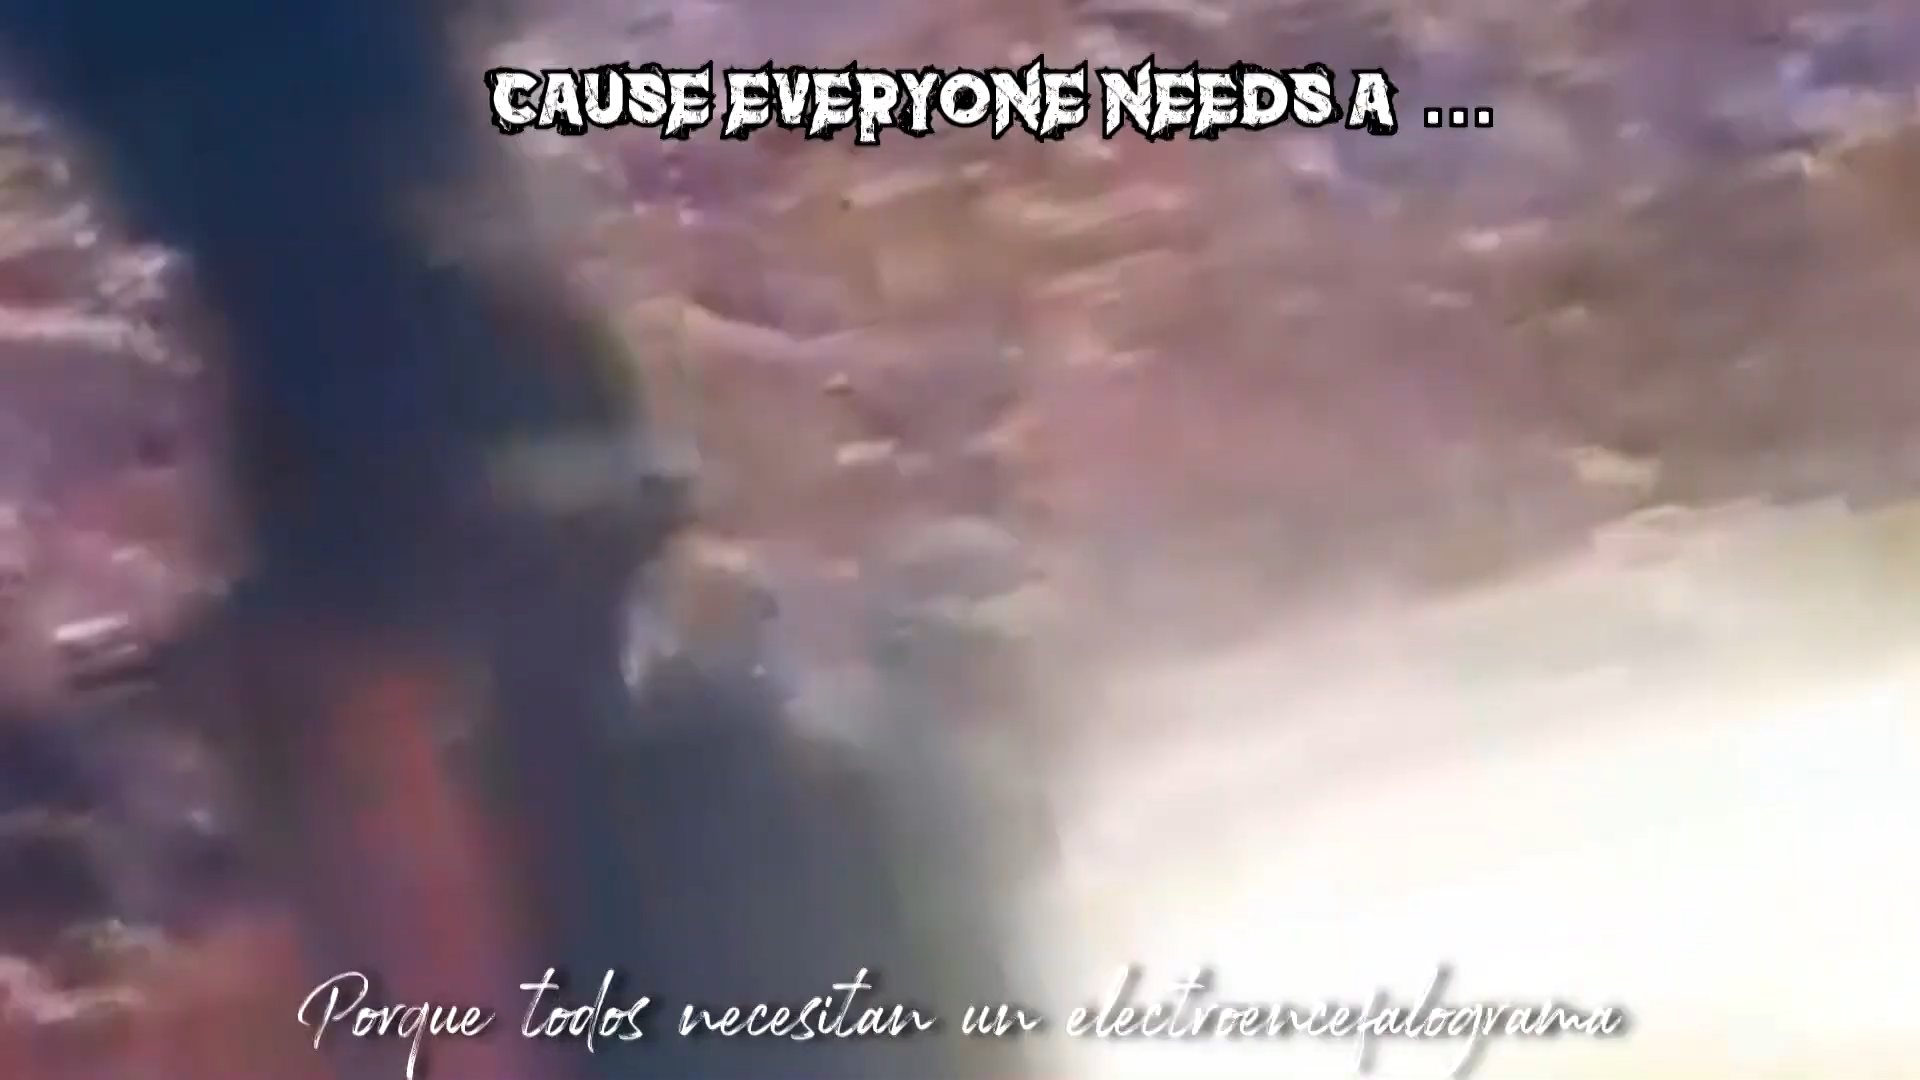 CAUSE EVERYONE NEEDS A ...
Porque todos necesitan un electroencefalograma